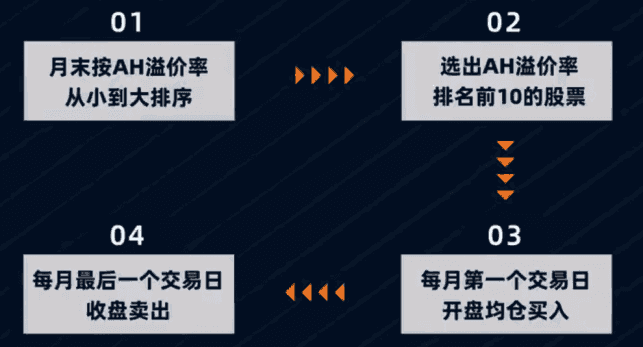 01
月末按AH溢价率
从小到大排序
02
选出AH溢价率
排名前10的股票
03
每月第一个交易日
开盘均仓买入
04
每月最后一个交易日
收盘卖出